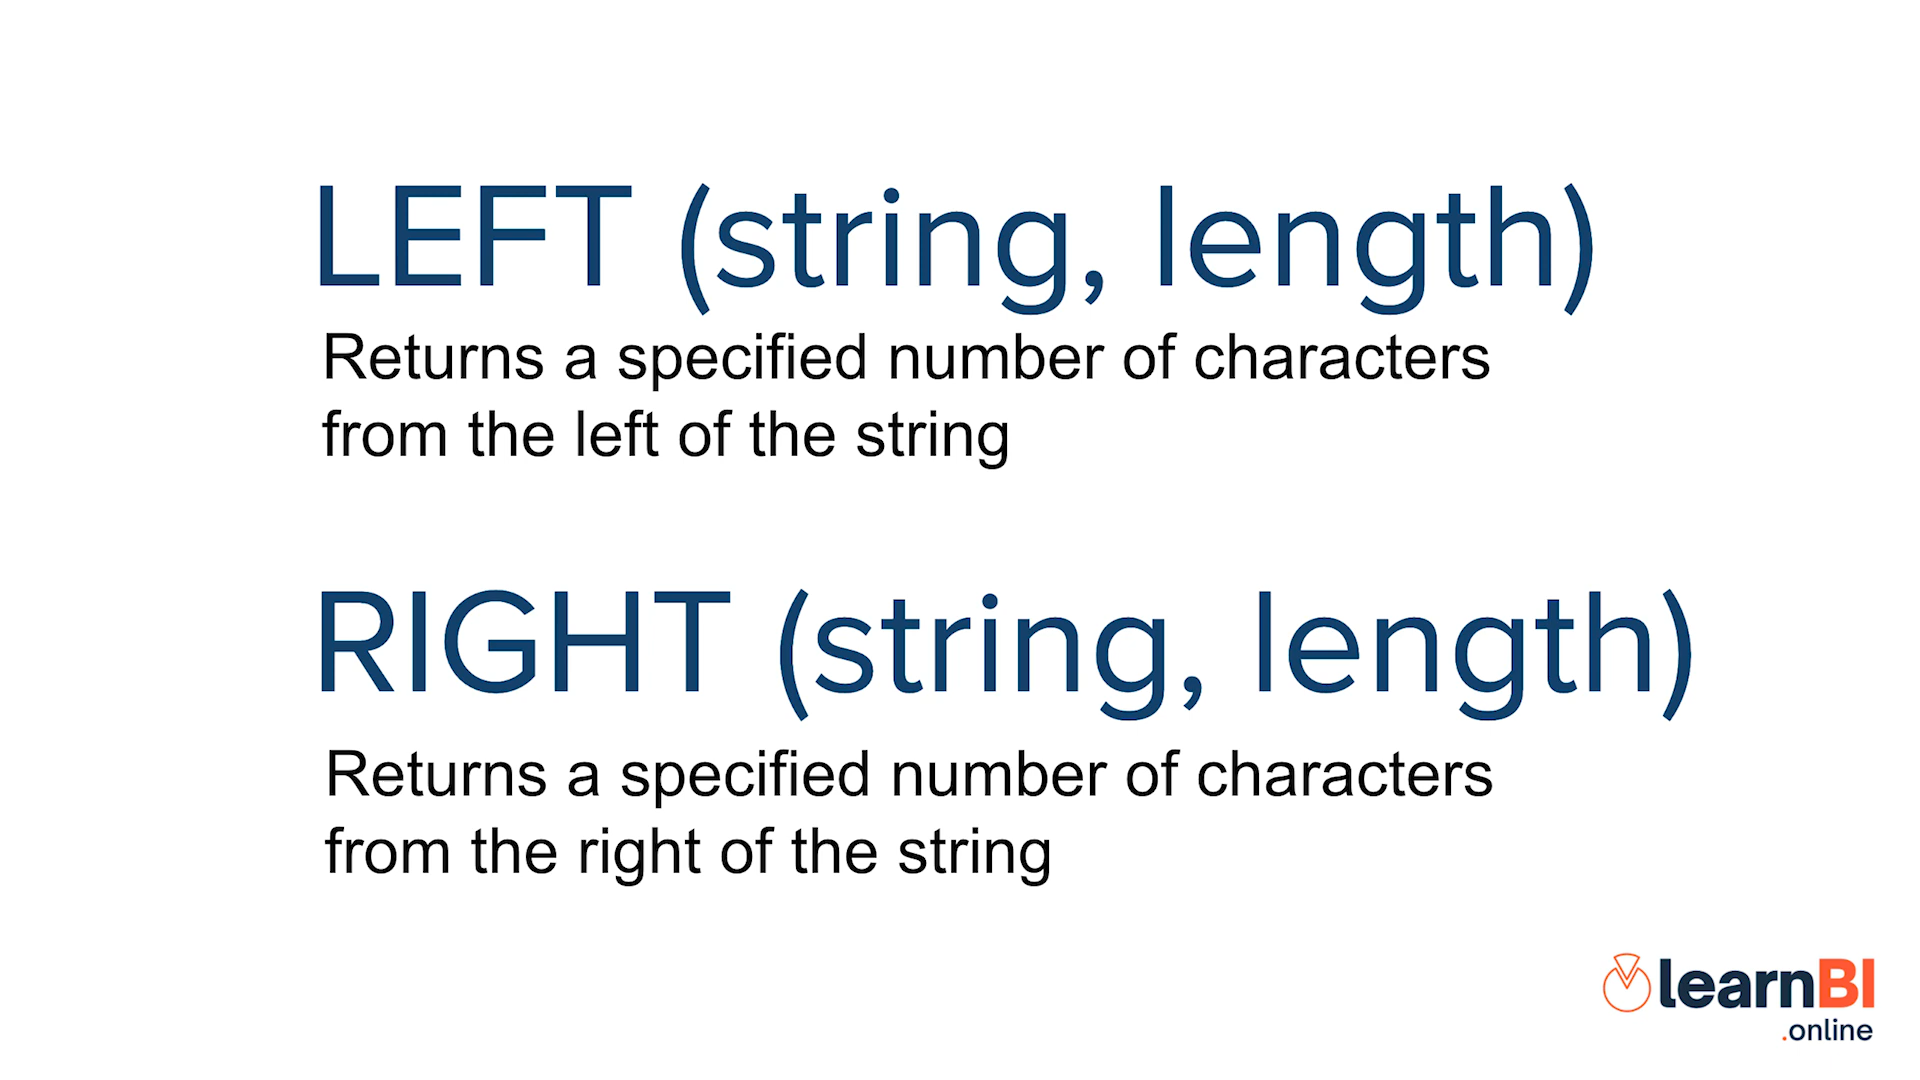 LEFT (string, length)
Returns a specified number of characters
from the left of the string
RIGHT (string, length)
Returns a specified number of characters
from the right of the string
learnBI
.online